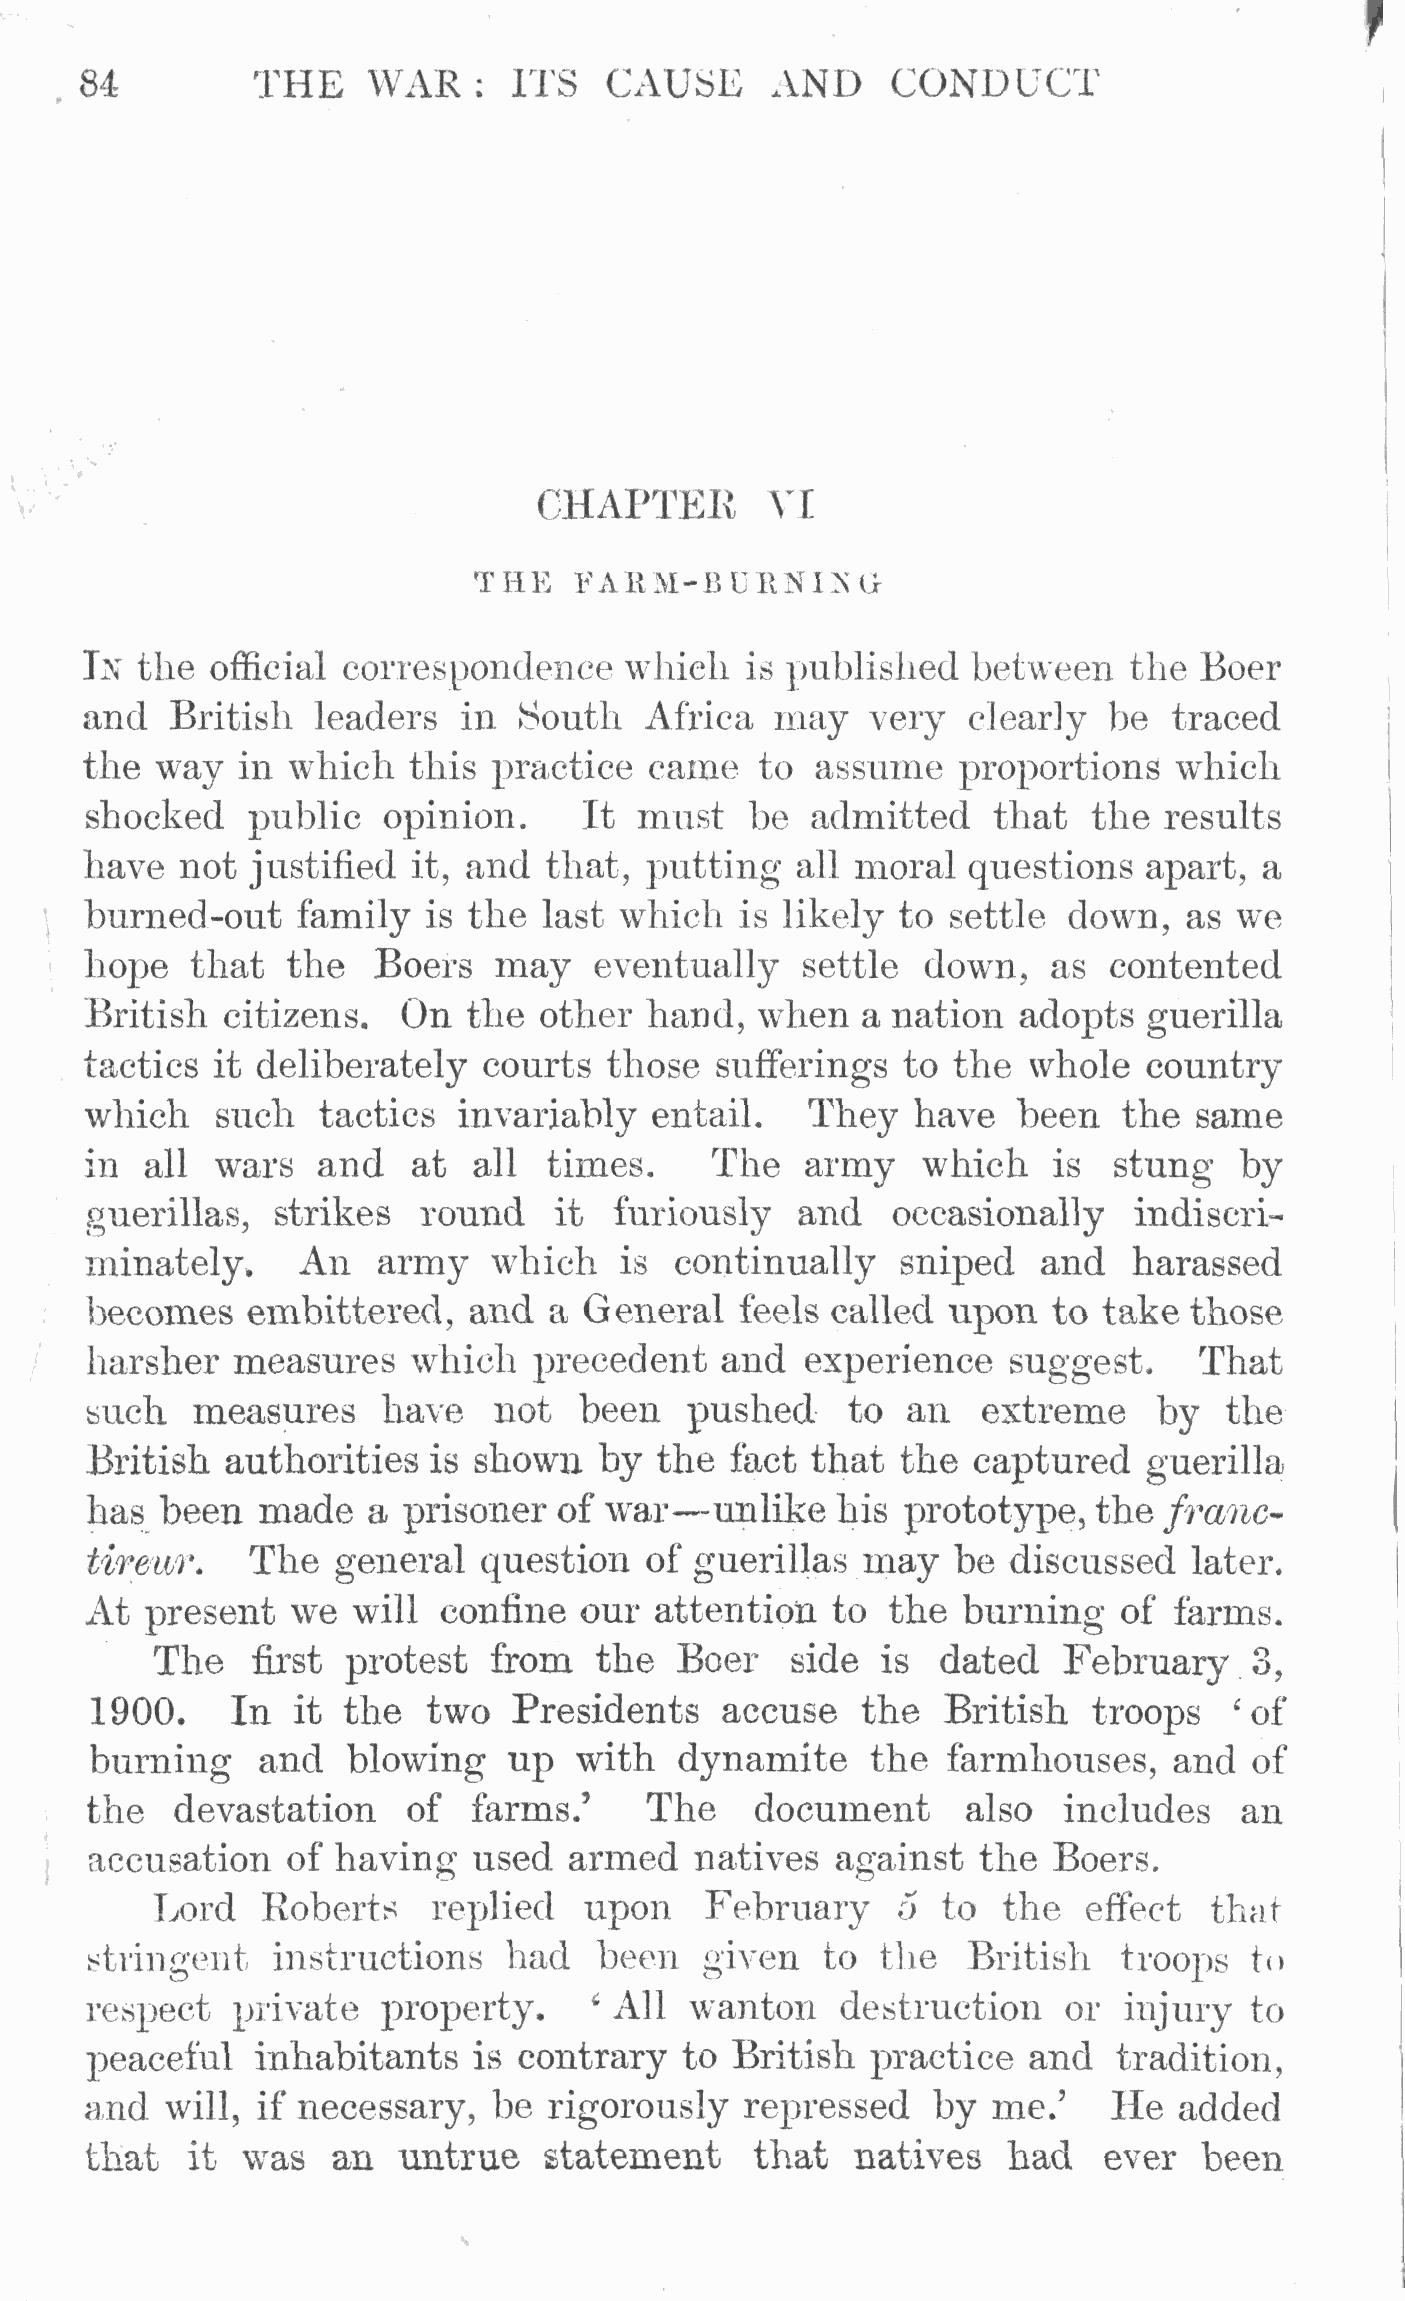 84 THE WAR: ITS CAUSE AND CONDUCT
CHAPTER VI
THE FARM-BURNING
IN the official correspondence which is published between the Boer
and British leaders in South Africa may very clearly be traced
the way in which this practice came to assume proportions which
shocked public opinion. It must be admitted that the results
have not justified it, and that, putting all moral questions apart, a
burned-out family is the last which is likely to settle down, as we
hope that the Boers may eventually settle down, as contented
British citizens. On the other hand, when a nation adopts guerilla
tactics it deliberately courts those sufferings to the whole country
which such tactics invariably entail. They have been the same
in all wars and at all times. The army which is stung by
guerillas, strikes round it furiously and occasionally indiscri-
minately. An army which is continually sniped and harassed
becomes embittered, and a General feels called upon to take those
harsher measures which precedent and experience suggest. That
such measures have not been pushed to an extreme by the
British authorities is shown by the fact that the captured guerilla
has been made a prisoner of war—unlike his prototype, the franc-
tireur. The general question of guerillas may be discussed later.
At present we will confine our attention to the burning of farms.
The first protest from the Boer side is dated February 3,
1900. In it the two Presidents accuse the British troops ‘of
burning and blowing up with dynamite the farmhouses, and of
the devastation of farms.’ The document also includes an
accusation of having used armed natives against the Boers.
Lord Roberts replied upon February 5 to the effect that
stringent instructions had been given to the British troops to
respect private property. ‘All wanton destruction or injury to
peaceful inhabitants is contrary to British practice and tradition,
and will, if necessary, be rigorously repressed by me.’ He added
that it was an untrue statement that natives had ever been